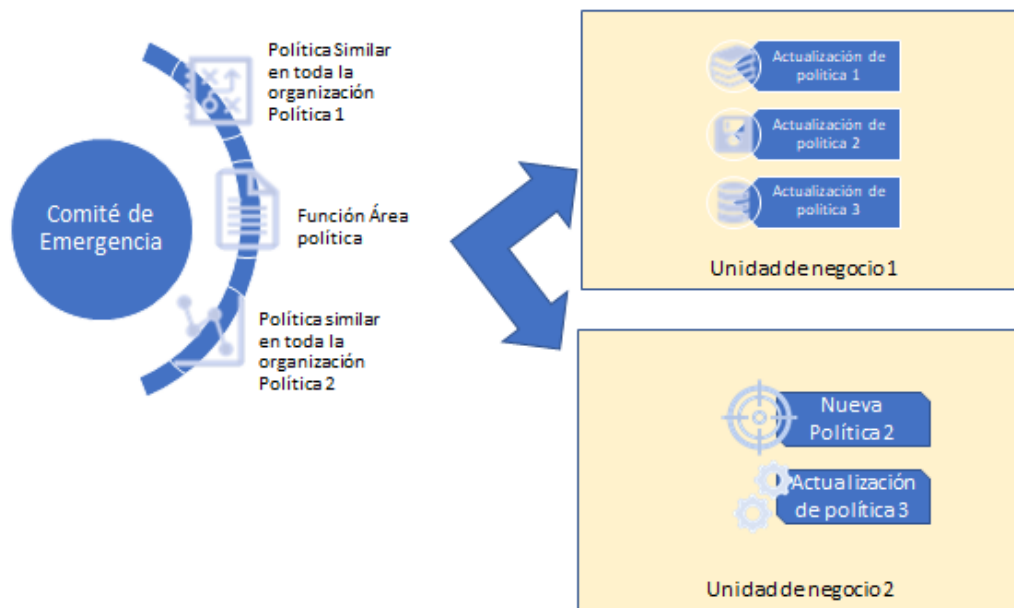 Comité de
Emergencia
Política Similar
en toda la
organización
Política 1
Función Área
política
Política similar
en toda la
organización
Política 2
Actualización de
política 1
Actualización de
política 2
Actualización de
política 3
Unidad de negocio 1
Nueva
Política 2
Actualización
de política 3
Unidad de negocio 2